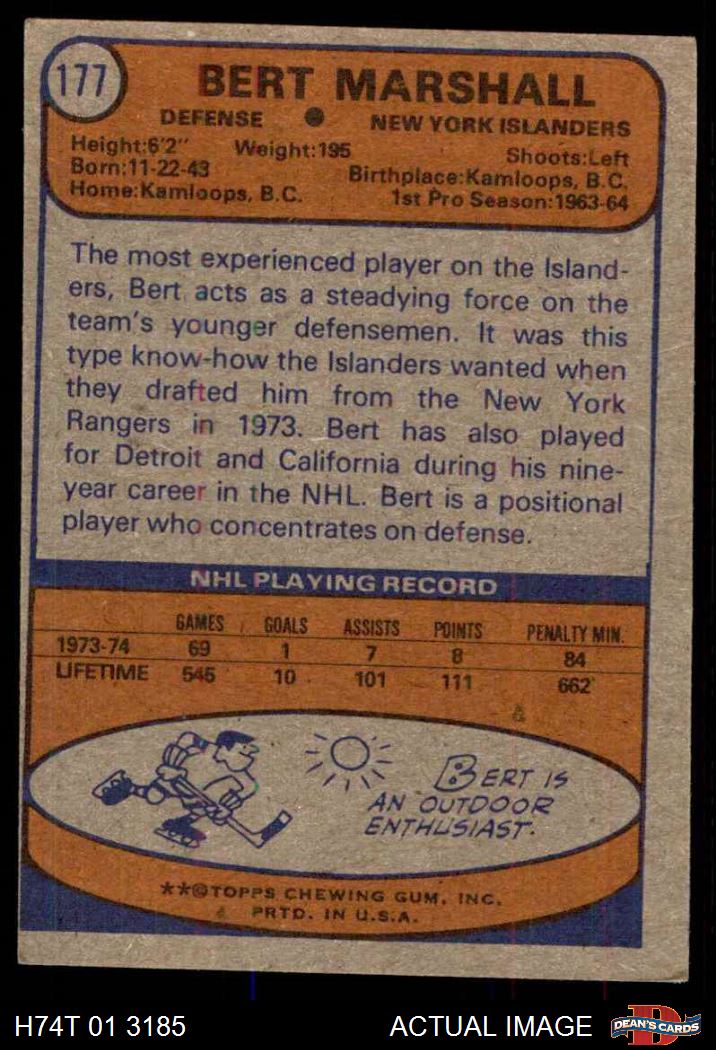 177
BERT MARSHALL
DEFENSE ● NEW YORK ISLANDERS
Height:6'2" Weight:195 Shoots:Left
Born:11-22-43 Birthplace:Kamloops, B.C.
Home:Kamloops, B.C. 1st Pro Season:1963-64
The most experienced player on the Island-
ers, Bert acts as a steadying force on the
team's younger defensemen. It was this
type know-how the Islanders wanted when
they drafted him from the New York
Rangers in 1973. Bert has also played
for Detroit and California during his nine-
year career in the NHL. Bert is a positional
player who concentrates on defense.
NHL PLAYING RECORD
GAMES GOALS ASSISTS POINTS PENALTY MIN.
1973-74 69 1 7 8 84
LIFETIME 545 10 101 111 662
BERT IS
AN OUTDOOR
ENTHUSIAST.
**©TOPPS CHEWING GUM, INC.
PRTD. IN U.S.A.
H74T 01 3185 ACTUAL IMAGE DEAN'S CARDS